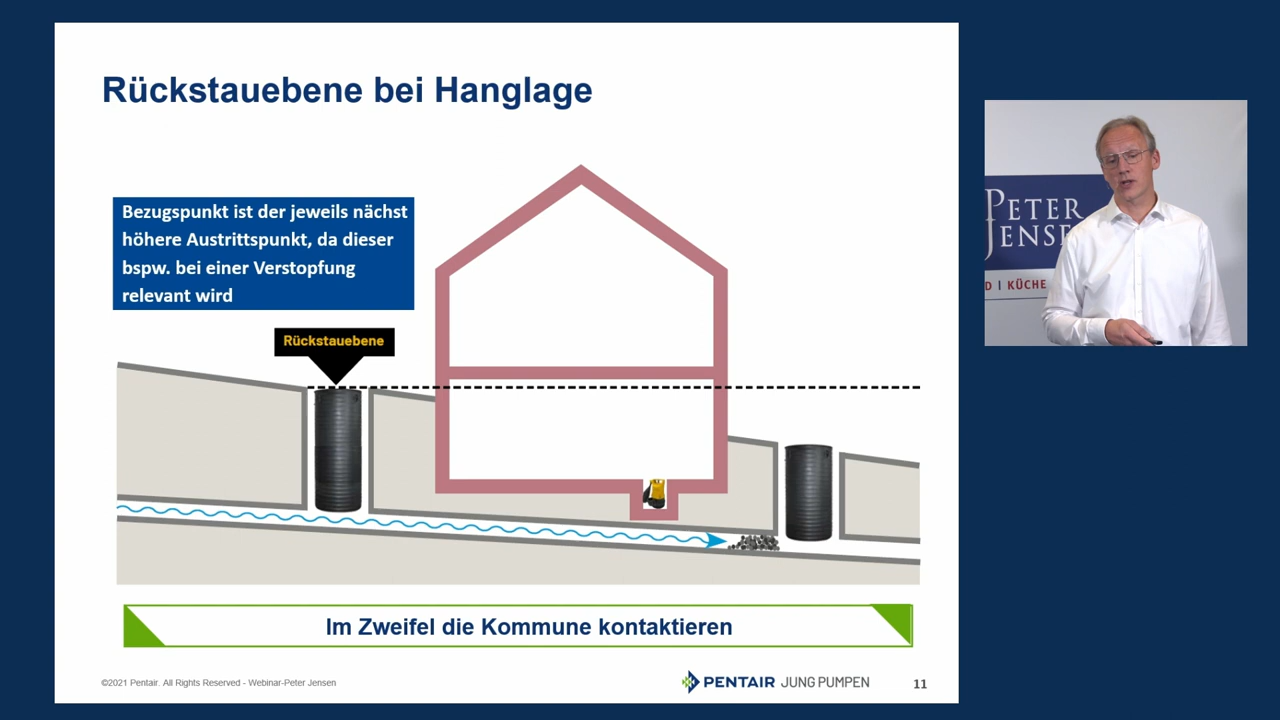 Rückstauebene bei Hanglage
Bezugspunkt ist der jeweils nächst
höhere Austrittspunkt, da dieser
bspw. bei einer Verstopfung
relevant wird
Rückstauebene
Im Zweifel die Kommune kontaktieren
©2021 Pentair. All Rights Reserved - Webinar-Peter Jensen
PENTAIR JUNG PUMPEN
11
PETER
JENSE
D | KÜCHE